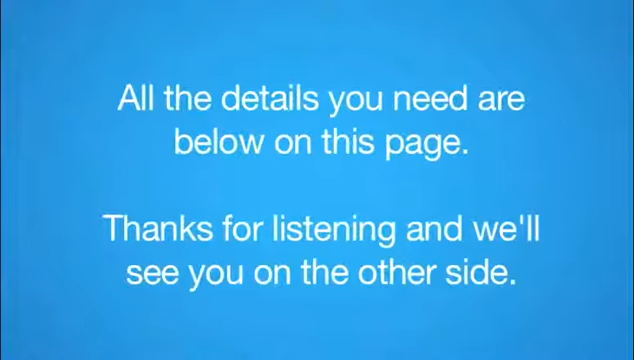 All the details you need are
below on this page.
Thanks for listening and we'll
see you on the other side.